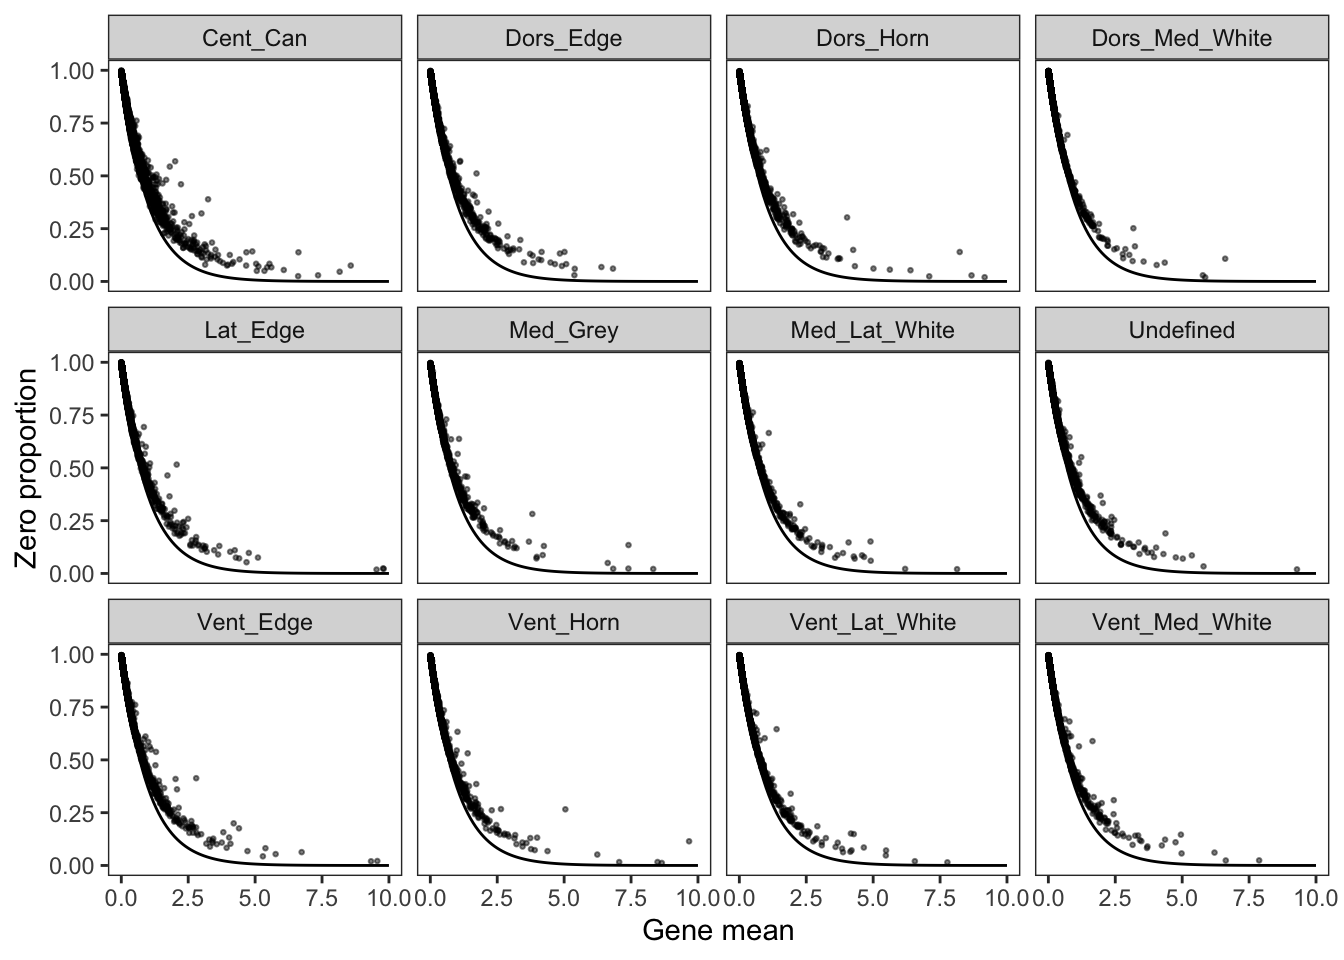 Cent_Can
Dors_Edge
Dors_Horn
Dors_Med_White
1.00
0.75
0.50
0.25
0.00
Lat_Edge
Med_Grey
Med_Lat_White
Undefined
1.00
0.75
0.50
0.25
0.00
Vent_Edge
Vent_Horn
Vent_Lat_White
Vent_Med_White
1.00
0.75
0.50
0.25
0.00
0.0 2.5 5.0 7.5 10.0
0.0 2.5 5.0 7.5 10.0
0.0 2.5 5.0 7.5 10.0
0.0 2.5 5.0 7.5 10.0
Gene mean
Zero proportion